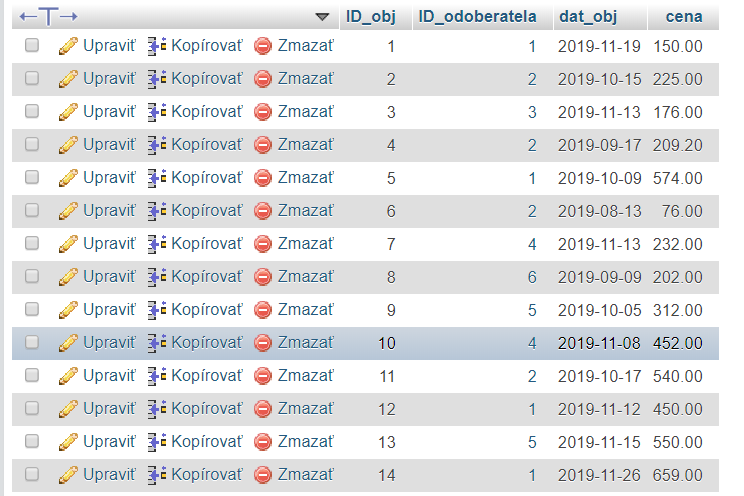 ID_obj ID_odoberatela dat_obj cena
Upraviť Kopírovať Zmazať 1 1 2019-11-19 150.00
Upraviť Kopírovať Zmazať 2 2 2019-10-15 225.00
Upraviť Kopírovať Zmazať 3 3 2019-11-13 176.00
Upraviť Kopírovať Zmazať 4 2 2019-09-17 209.20
Upraviť Kopírovať Zmazať 5 1 2019-10-09 574.00
Upraviť Kopírovať Zmazať 6 2 2019-08-13 76.00
Upraviť Kopírovať Zmazať 7 4 2019-11-13 232.00
Upraviť Kopírovať Zmazať 8 6 2019-09-09 202.00
Upraviť Kopírovať Zmazať 9 5 2019-10-05 312.00
Upraviť Kopírovať Zmazať 10 4 2019-11-08 452.00
Upraviť Kopírovať Zmazať 11 2 2019-10-17 540.00
Upraviť Kopírovať Zmazať 12 1 2019-11-12 450.00
Upraviť Kopírovať Zmazať 13 5 2019-11-15 550.00
Upraviť Kopírovať Zmazať 14 1 2019-11-26 659.00